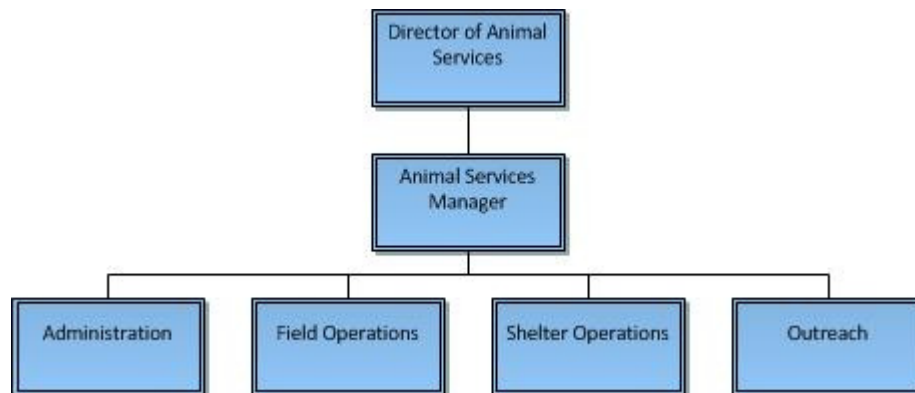 Director of Animal
Services
Animal Services
Manager
Administration
Field Operations
Shelter Operations
Outreach